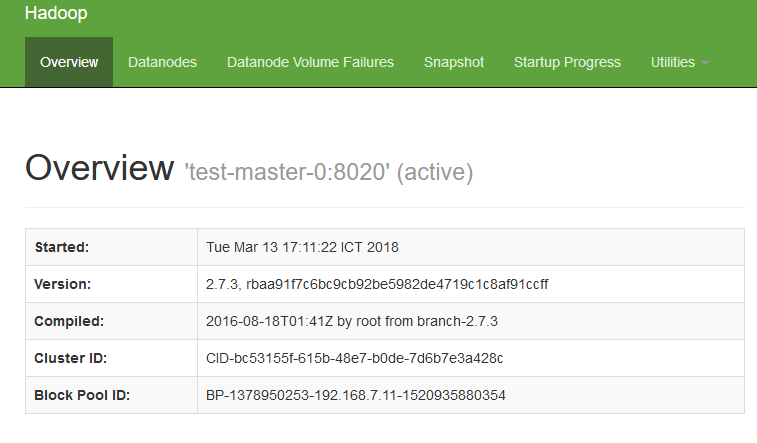 Hadoop
Overview Datanodes Datanode Volume Failures Snapshot Startup Progress Utilities
Overview 'test-master-0:8020' (active)
Started: Tue Mar 13 17:11:22 ICT 2018
Version: 2.7.3, rbaa91f7c6bc9cb92be5982de4719c1c8af91ccff
Compiled: 2016-08-18T01:41Z by root from branch-2.7.3
Cluster ID: CID-bc53155f-615b-48e7-b0de-7d6b7e3a428c
Block Pool ID: BP-1378950253-192.168.7.11-1520935880354